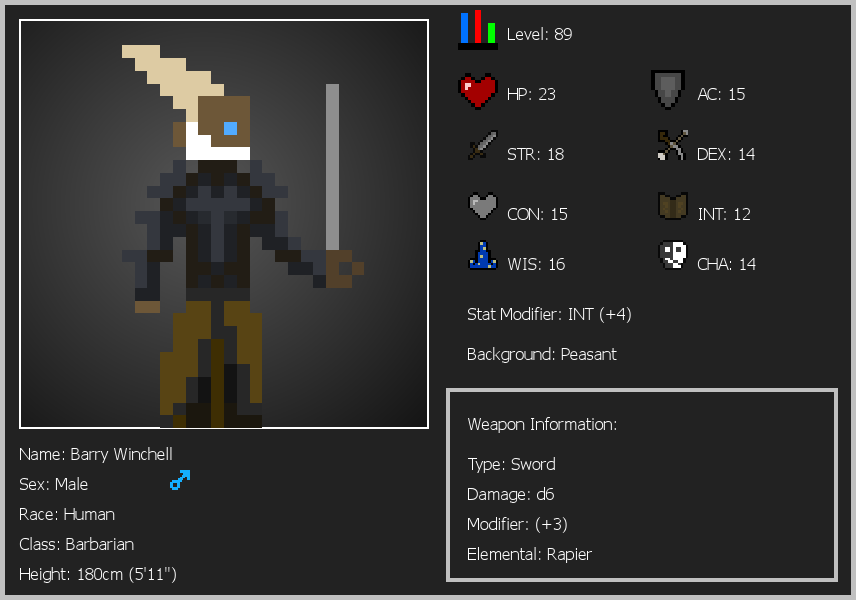 Level: 89
HP: 23
AC: 15
STR: 18
DEX: 14
CON: 15
INT: 12
WIS: 16
CHA: 14
Stat Modifier: INT (+4)
Background: Peasant
Weapon Information:
Type: Sword
Damage: d6
Modifier: (+3)
Elemental: Rapier
Name: Barry Winchell
Sex: Male
Race: Human
Class: Barbarian
Height: 180cm (5'11")